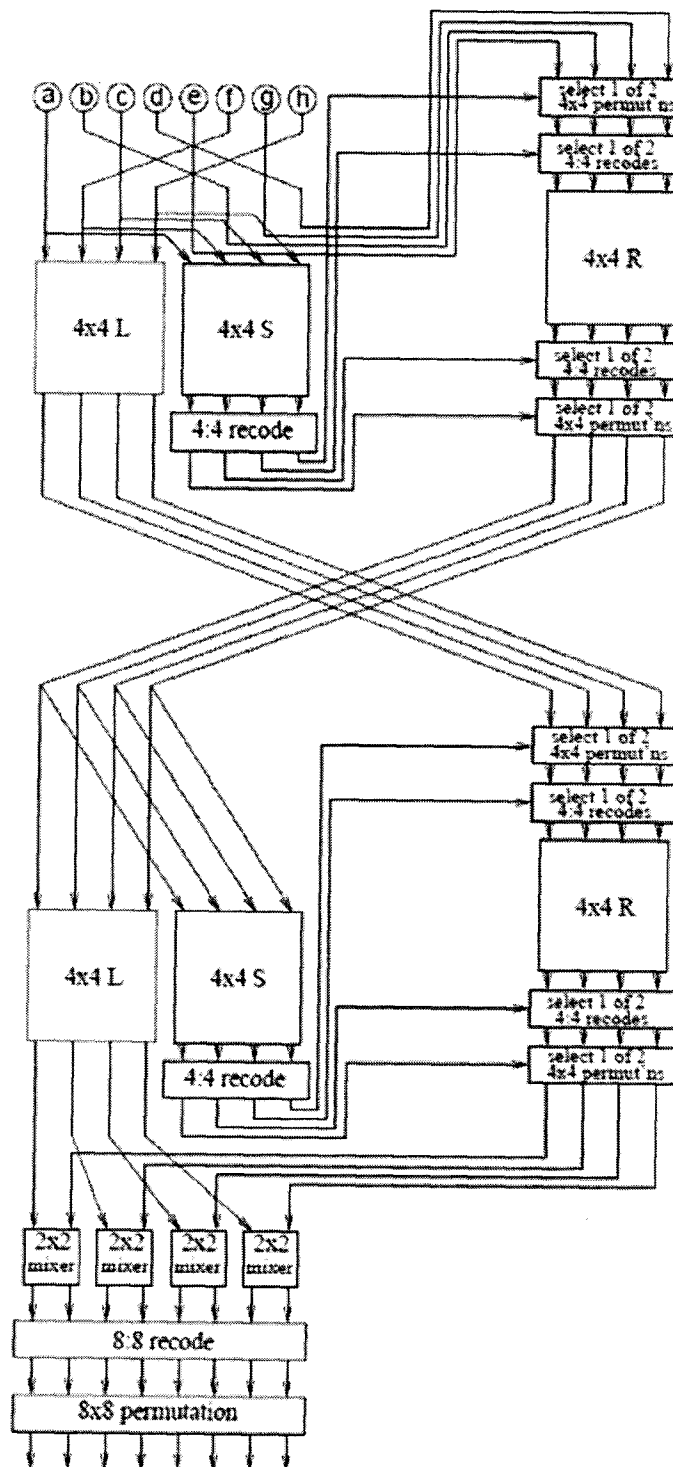 a b c d e f g h
select 1 of 2
4x4 permut'ns
select 1 of 2
4:4 recodes
4x4 L
4x4 S
4x4 R
select 1 of 2
4:4 recodes
4:4 recode
select 1 of 2
4x4 permut'ns
select 1 of 2
4x4 permut'ns
select 1 of 2
4:4 recodes
4x4 L
4x4 S
4x4 R
select 1 of 2
4:4 recodes
4:4 recode
select 1 of 2
4x4 permut'ns
2x2 2x2 2x2 2x2
mixer mixer mixer mixer
8:8 recode
8x8 permutation